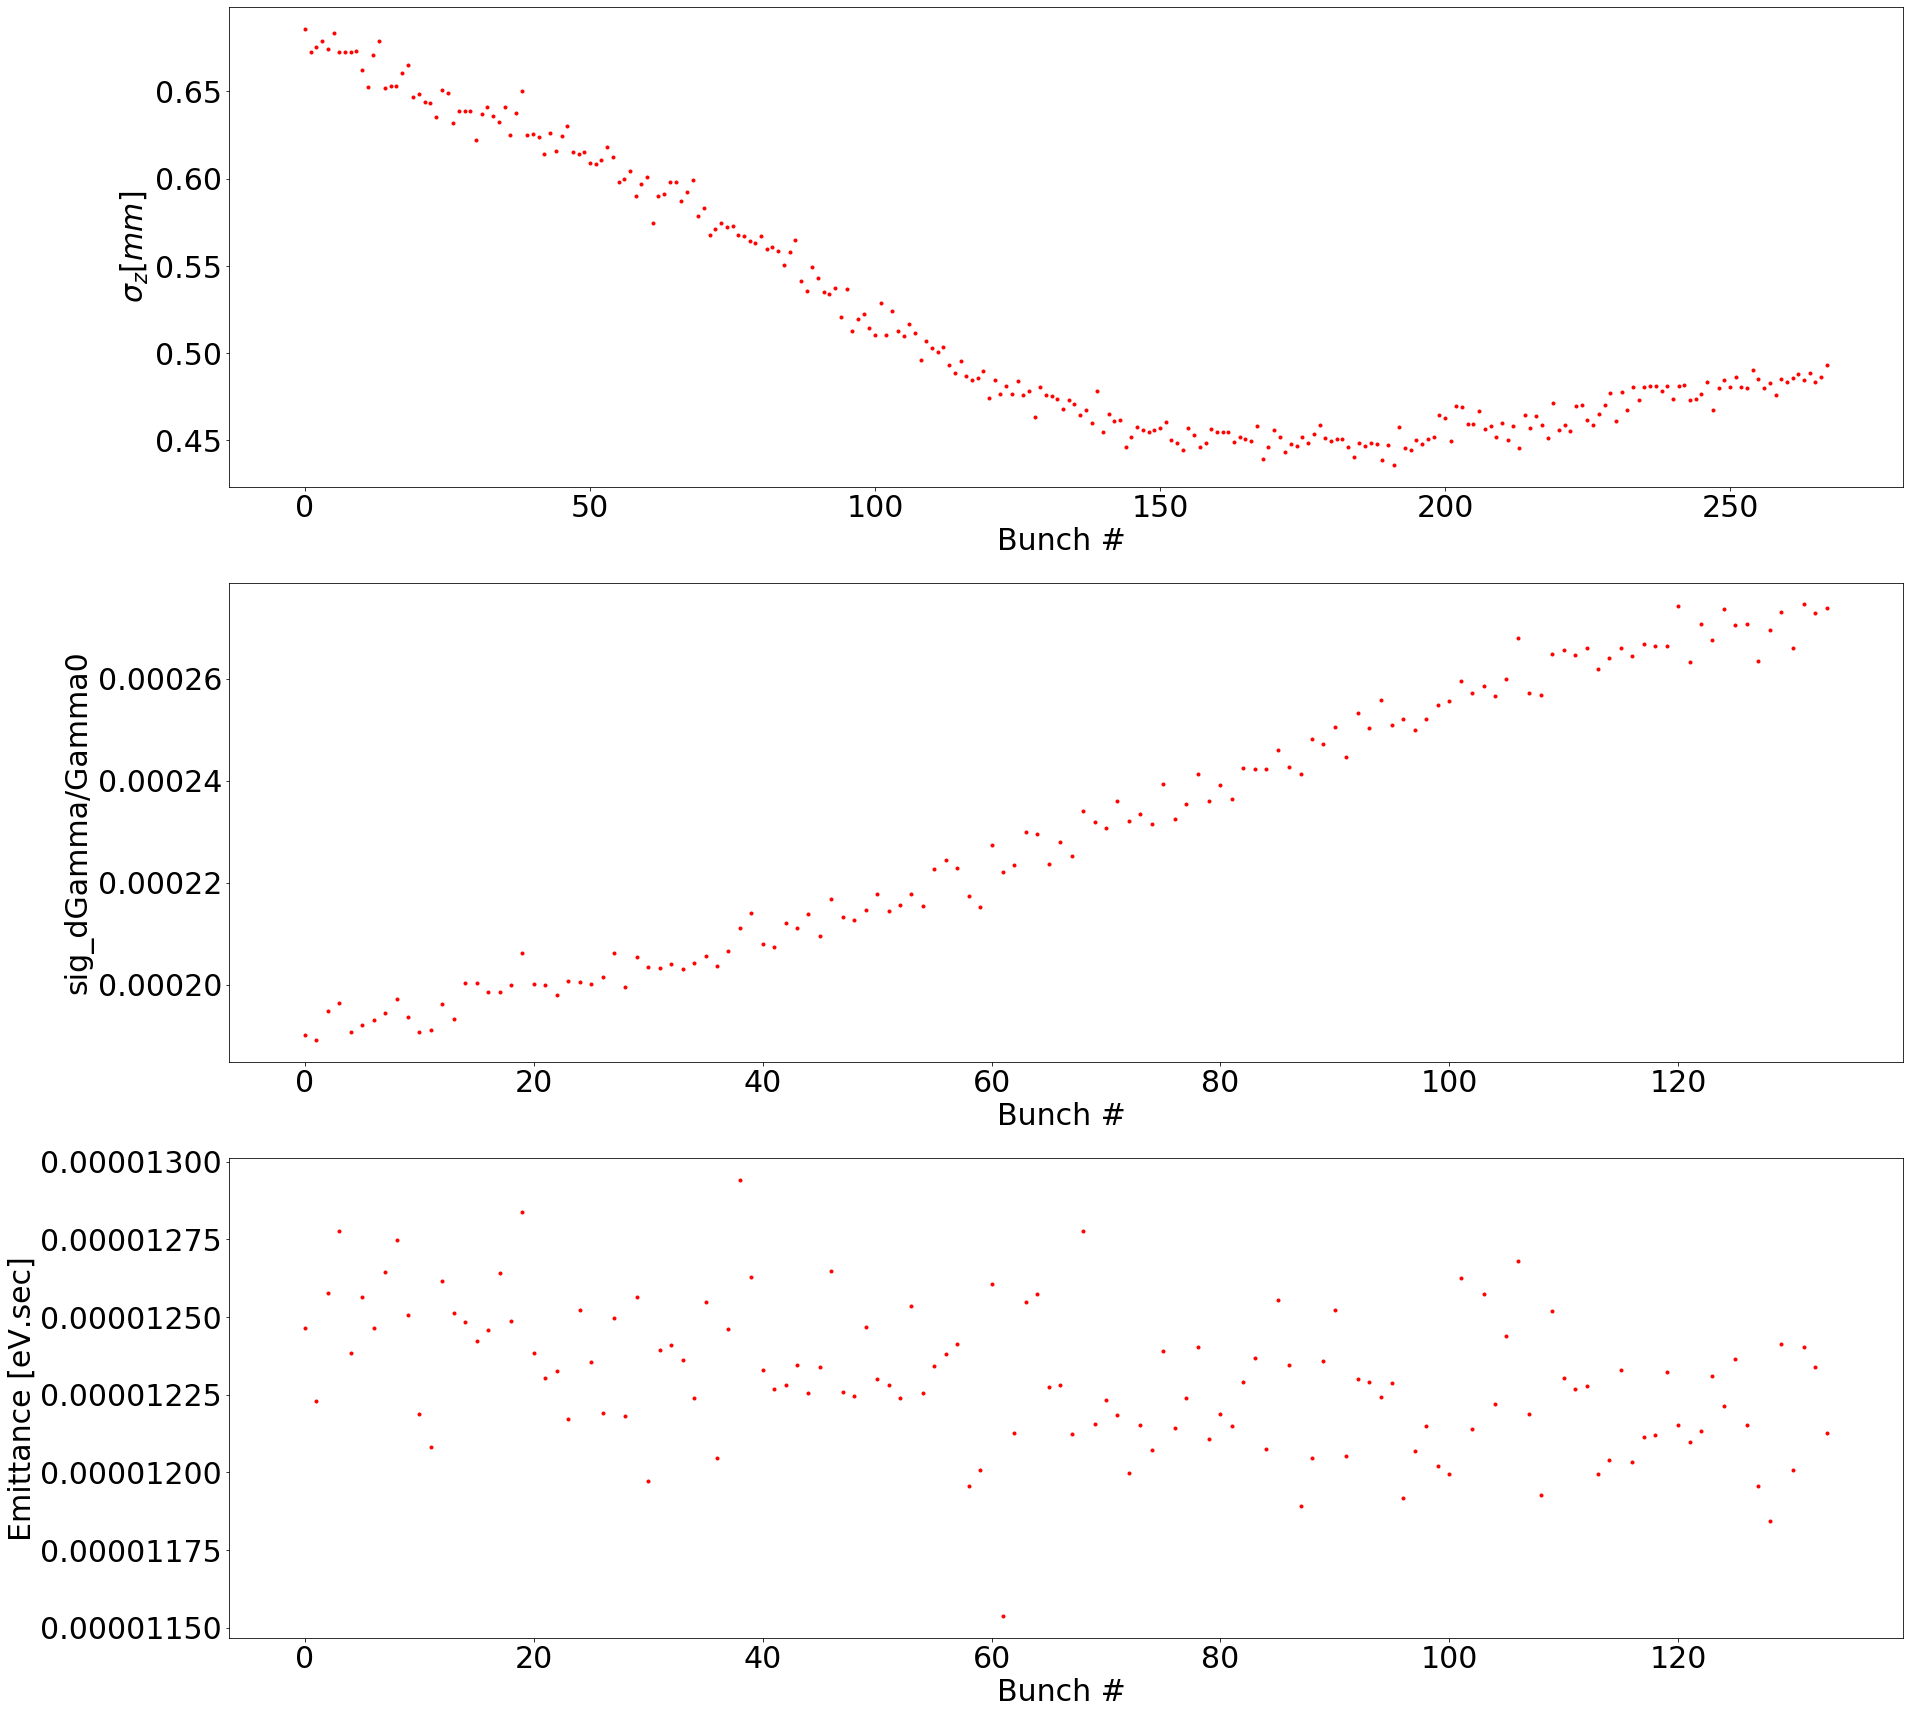 0.65
0.60
0.55
0.50
0.45
σz[mm]
0 50 100 150 200 250
Bunch #
0.00026
0.00024
0.00022
0.00020
sig_dGamma/Gamma0
0 20 40 60 80 100 120
Bunch #
0.00001300
0.00001275
0.00001250
0.00001225
0.00001200
0.00001175
0.00001150
Emittance [eV.sec]
0 20 40 60 80 100 120
Bunch #